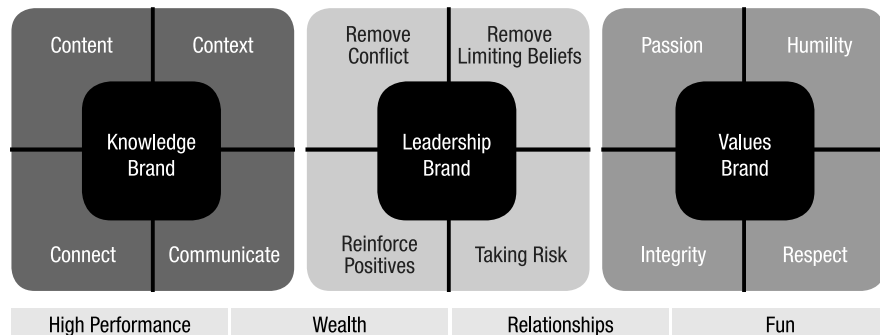 Content
Context
Knowledge
Brand
Connect
Communicate
Remove
Conflict
Remove
Limiting Beliefs
Leadership
Brand
Reinforce
Positives
Taking Risk
Passion
Humility
Values
Brand
Integrity
Respect
High Performance
Wealth
Relationships
Fun